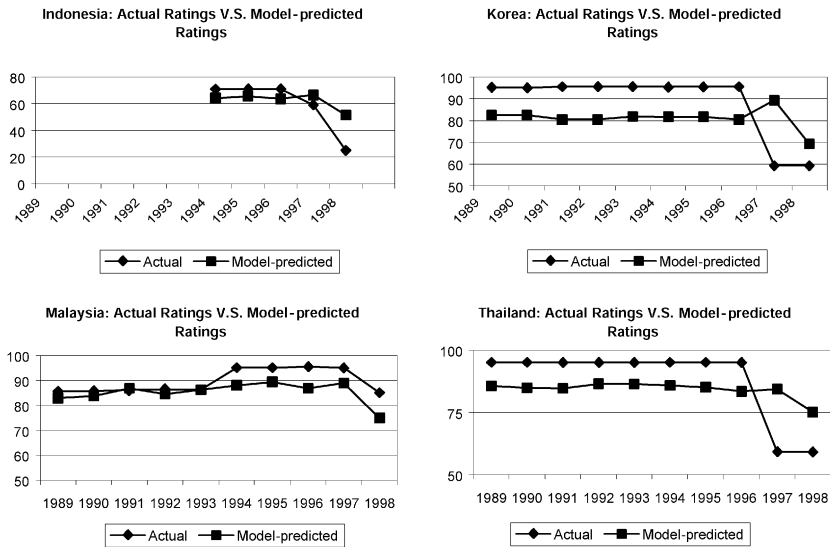 Indonesia: Actual Ratings V.S. Model-predicted
Ratings
80
60
40
20
0
1989
1990
1991
1992
1993
1994
1995
1996
1997
1998
Actual
Model-predicted
Korea: Actual Ratings V.S. Model-predicted
Ratings
100
90
80
70
60
50
1989
1990
1991
1992
1993
1994
1995
1996
1997
1998
Actual
Model-predicted
Malaysia: Actual Ratings V.S. Model-predicted
Ratings
100
90
80
70
60
50
1989 1990 1991 1992 1993 1994 1995 1996 1997 1998
Actual
Model-predicted
Thailand: Actual Ratings V.S. Model-predicted
Ratings
100
75
50
1989 1990 1991 1992 1993 1994 1995 1996 1997 1998
Actual
Model-predicted